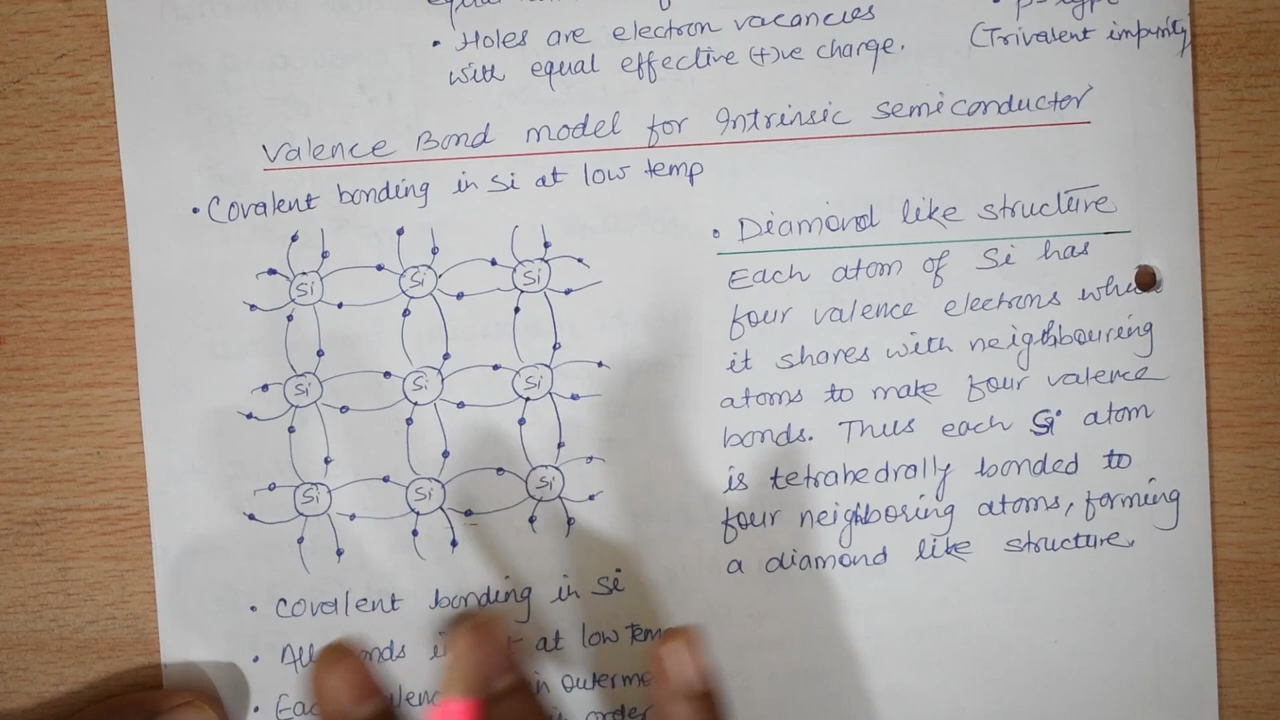 • Holes are electron vacancies
with equal effective (+)ve charge.
(Trivalent impurity
Valence Bond model for Intrinsic semiconductor
• Covalent bonding in Si at low temp
Si Si Si
Si Si Si
Si Si Si
• Covalent bonding in Si
• All at low
• outermo
in order
• Diamond like structure
Each atom of Si has
four valence electrons
it shares with neighbouring
atoms to make four valence
bonds. Thus each Si atom
is tetrahedrally bonded to
four neighboring atoms, forming
a diamond like structure.